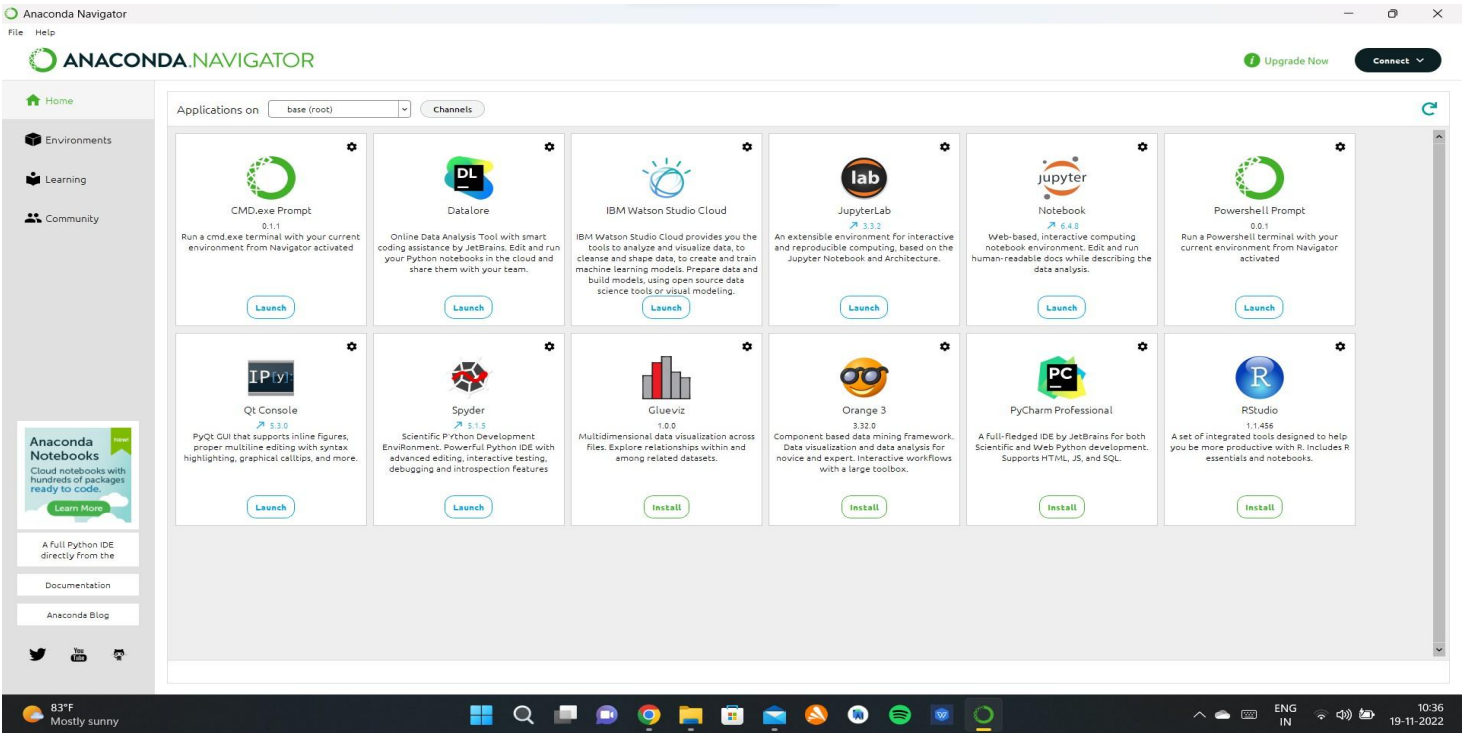 Anaconda Navigator
File Help
ANACONDA.NAVIGATOR
Upgrade Now
Connect
Home
Environments
Learning
Community
Applications on base (root) Channels
CMD.exe Prompt
0.1.1
Run a cmd.exe terminal with your current
environment from Navigator activated
Launch
DL
Datalore
Online Data Analysis Tool with smart
coding assistance by JetBrains. Edit and run
your Python notebooks in the cloud and
share them with your team.
Launch
IBM Watson Studio Cloud
IBM Watson Studio Cloud provides you the
tools to analyze and visualize data, to
cleanse and shape data, to create and train
machine learning models. Prepare data and
build models, using open source data
science tools or visual modeling.
Launch
lab
JupyterLab
3.3.2
An extensible environment for interactive
and reproducible computing, based on the
Jupyter Notebook and Architecture.
Launch
jupyter
Notebook
6.4.8
Web-based, interactive computing
notebook environment. Edit and run
human-readable docs while describing the
data analysis.
Launch
Powershell Prompt
0.0.1
Run a Powershell terminal with your
current environment from Navigator
activated
Launch
IP[y]:
Qt Console
5.3.0
PyQt GUI that supports inline figures,
proper multiline editing with syntax
highlighting, graphical calltips, and more.
Launch
Spyder
5.1.5
Scientific PYthon Development
EnviRonment. Powerful Python IDE with
advanced editing, interactive testing,
debugging and introspection features
Launch
Glueviz
1.0.0
Multidimensional data visualization across
files. Explore relationships within and
among related datasets.
Install
Orange 3
3.32.0
Component based data mining framework.
Data visualization and data analysis for
novice and expert. Interactive workflows
with a large toolbox.
Install
PC
PyCharm Professional
A full-fledged IDE by JetBrains for both
Scientific and Web Python development.
Supports HTML, JS, and SQL.
Install
R
RStudio
1.1.456
A set of integrated tools designed to help
you be more productive with R. Includes R
essentials and notebooks.
Install
New!
Anaconda
Notebooks
Cloud notebooks with
hundreds of packages
ready to code.
Learn More
A full Python IDE
directly from the
Documentation
Anaconda Blog
You
Tube
83°F
Mostly sunny
W
ENG
IN
10:36
19-11-2022